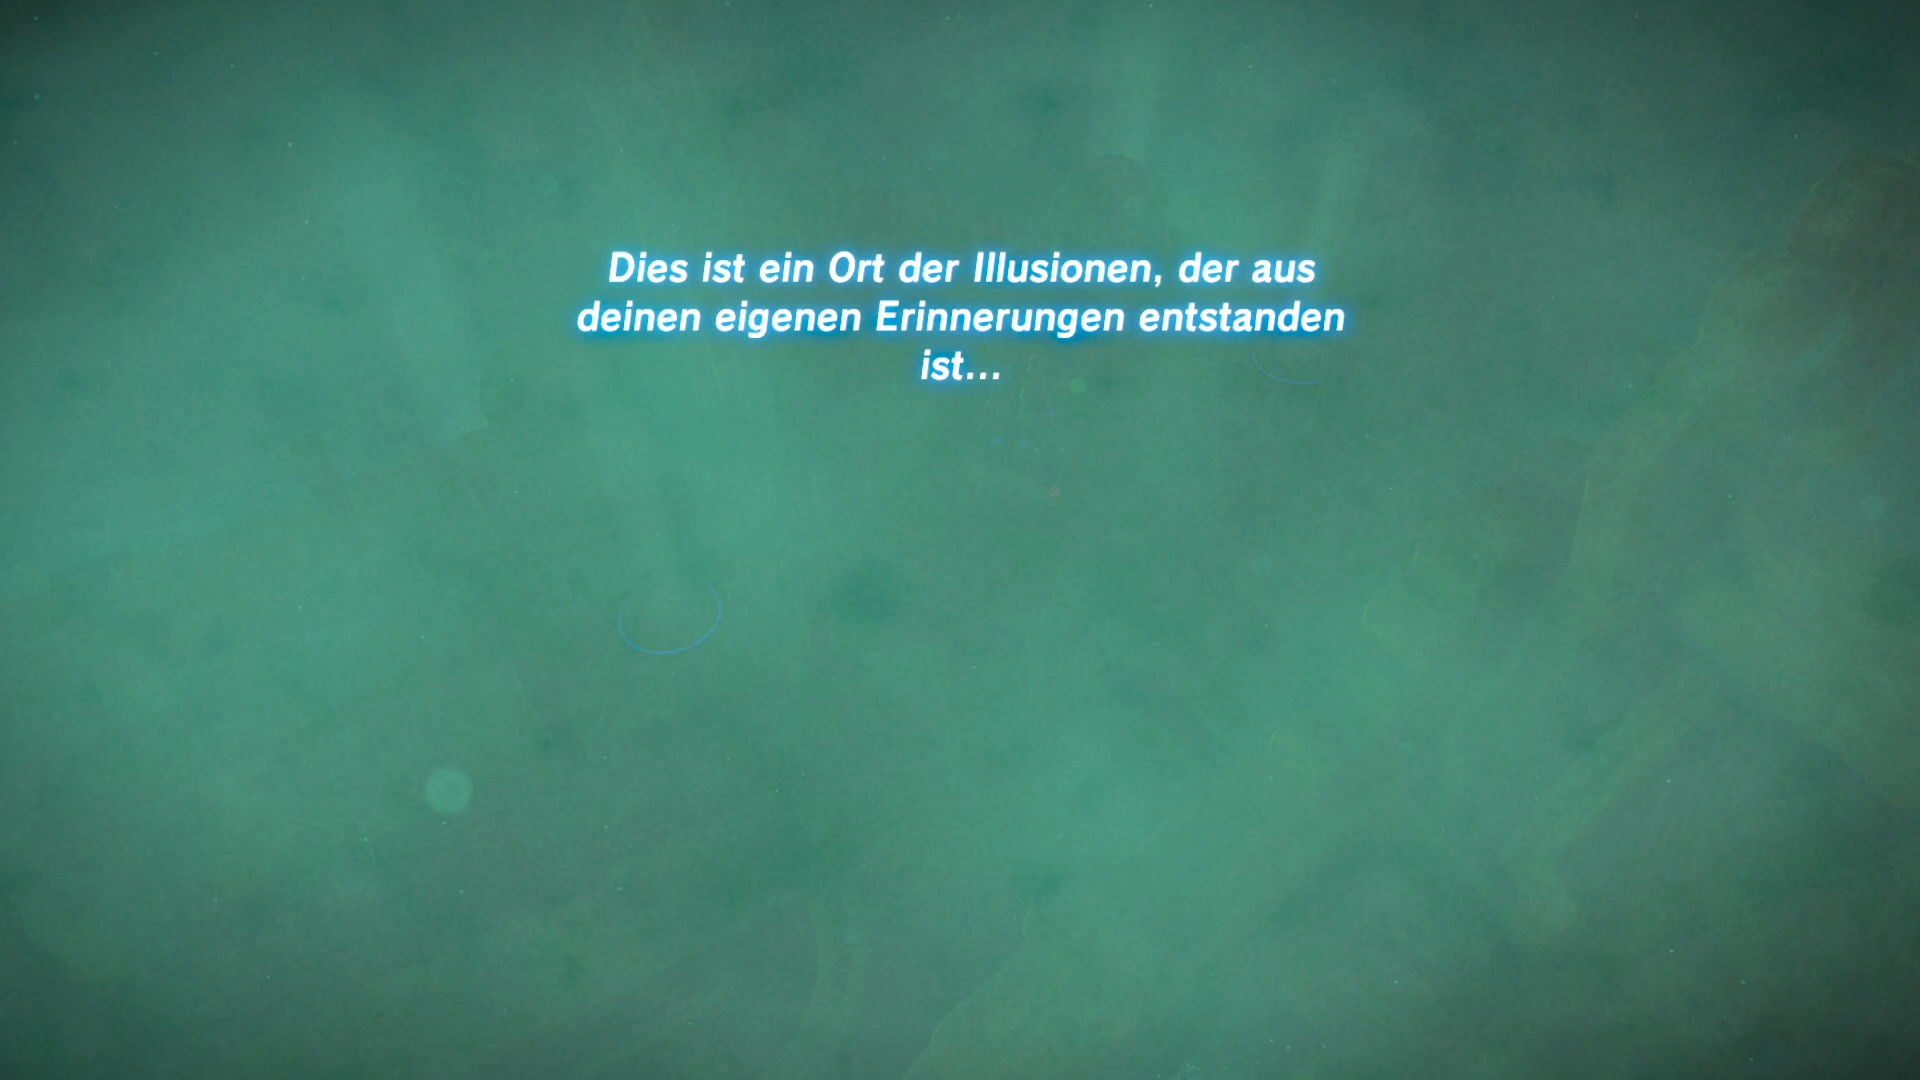 Dies ist ein Ort der Illusionen, der aus
deinen eigenen Erinnerungen entstanden
ist...